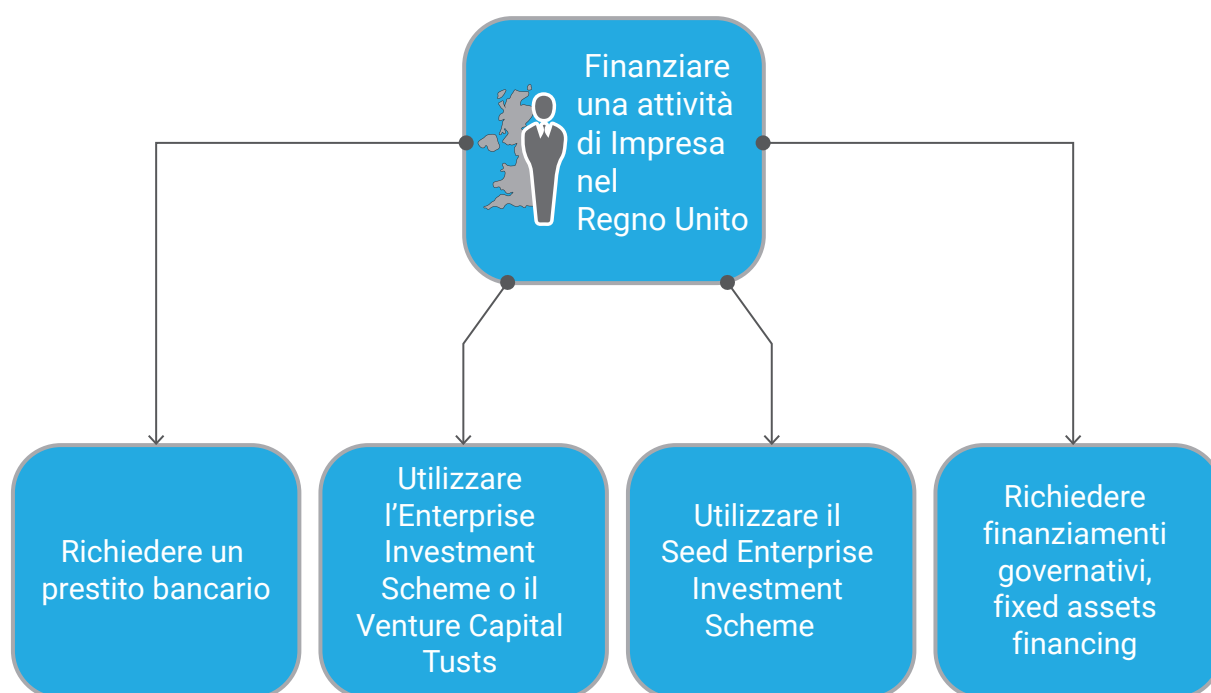 Finanziare
una attività
di Impresa
nel
Regno Unito
Richiedere un
prestito bancario
Utilizzare
l’Enterprise
Investment
Scheme o il
Venture Capital
Tusts
Utilizzare il
Seed Enterprise
Investment
Scheme
Richiedere
finanziamenti
governativi,
fixed assets
financing